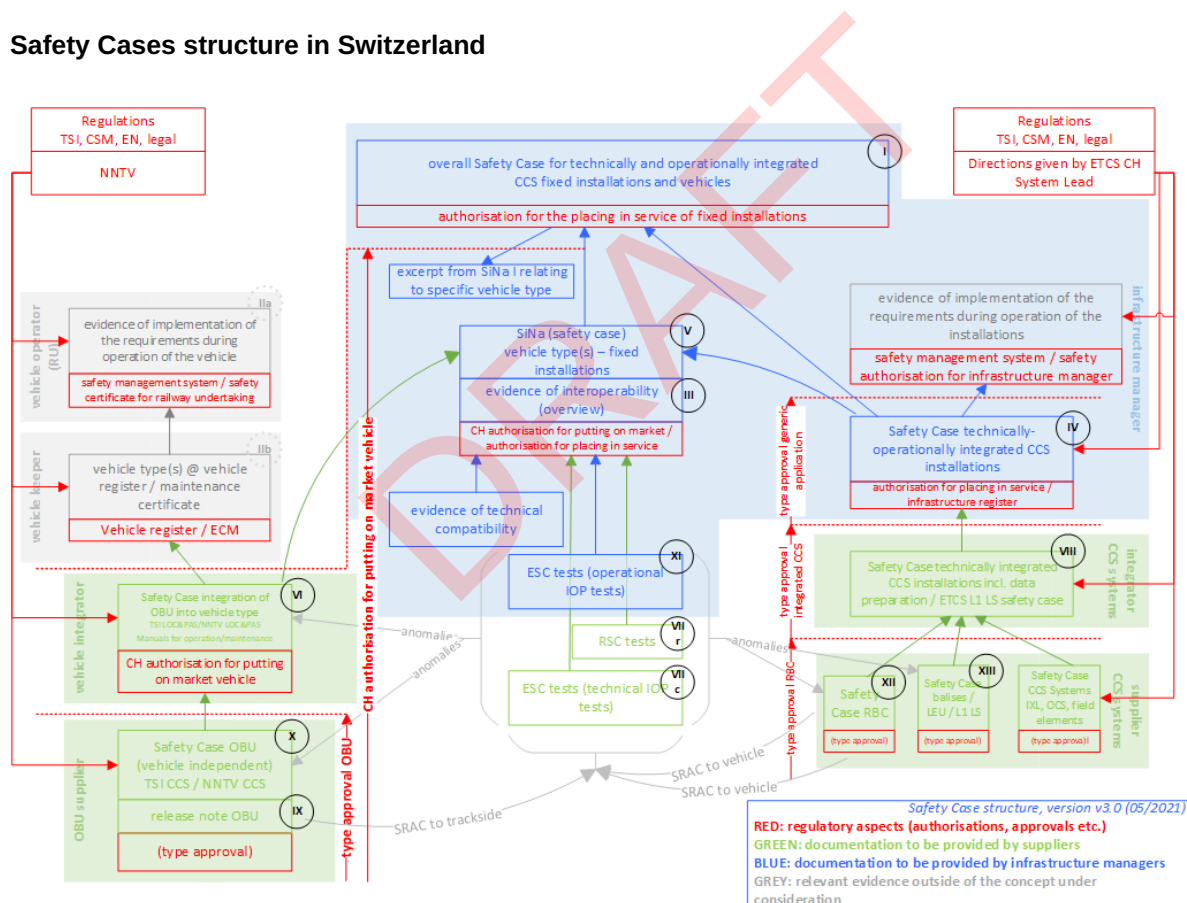 Safety Cases structure in Switzerland
DRAFT
Regulations
TSI, CSM, EN, legal
NNTV
Regulations
TSI, CSM, EN, legal
Directions given by ETCS CH
System Lead
I
overall Safety Case for technically and operationally integrated
CCS fixed installations and vehicles
authorisation for the placing in service of fixed installations
excerpt from SiNa I relating
to specific vehicle type
vehicle operator
(RU)
IIa
evidence of implementation of
the requirements during
operation of the vehicle
safety management system / safety
certificate for railway undertaking
V
SiNa (safety case)
vehicle type(s) – fixed
installations
III
evidence of interoperability
(overview)
CH authorisation for putting on market /
authorisation for placing in service
infrastructure manager
evidence of implementation of the
requirements during operation of the
installations
safety management system / safety
authorisation for infrastructure manager
vehicle keeper
IIb
vehicle type(s) @ vehicle
register / maintenance
certificate
Vehicle register / ECM
type approval generic
application
IV
Safety Case technically-
operationally integrated CCS
installations
authorisation for placing in service /
infrastructure register
CH authorisation for putting on market vehicle
evidence of technical
compatibility
XI
ESC tests (operational
IOP tests)
VII
r
RSC tests
VII
c
ESC tests (technical IOP
tests)
type approval
integrated CCS
VIII
Safety Case technically integrated
CCS installations incl. data
preparation / ETCS L1 LS safety case
integrator
CCS systems
vehicle integrator
VI
Safety Case integration of
OBU into vehicle type
TSI LOC&PAS/NNTV LOC&PAS
Manuals for operation/maintenance
CH authorisation for putting
on market vehicle
anomalie
anomalies
anomalies
type approval RBC
XII
Safety
Case RBC
(type approval)
XIII
Safety Case
balises /
LEU / L1 LS
(type approval)
Safety Case
CCS Systems
IXL, OCS, field
elements
(type approval)l
supplier
CCS systems
OBU supplier
X
Safety Case OBU
(vehicle independent)
TSI CCS / NNTV CCS
IX
release note OBU
(type approval)
type approval OBU
SRAC to trackside
SRAC to vehicle
SRAC to vehicle
Safety Case structure, version v3.0 (05/2021)
RED: regulatory aspects (authorisations, approvals etc.)
GREEN: documentation to be provided by suppliers
BLUE: documentation to be provided by infrastructure managers
GREY: relevant evidence outside of the concept under
consideration